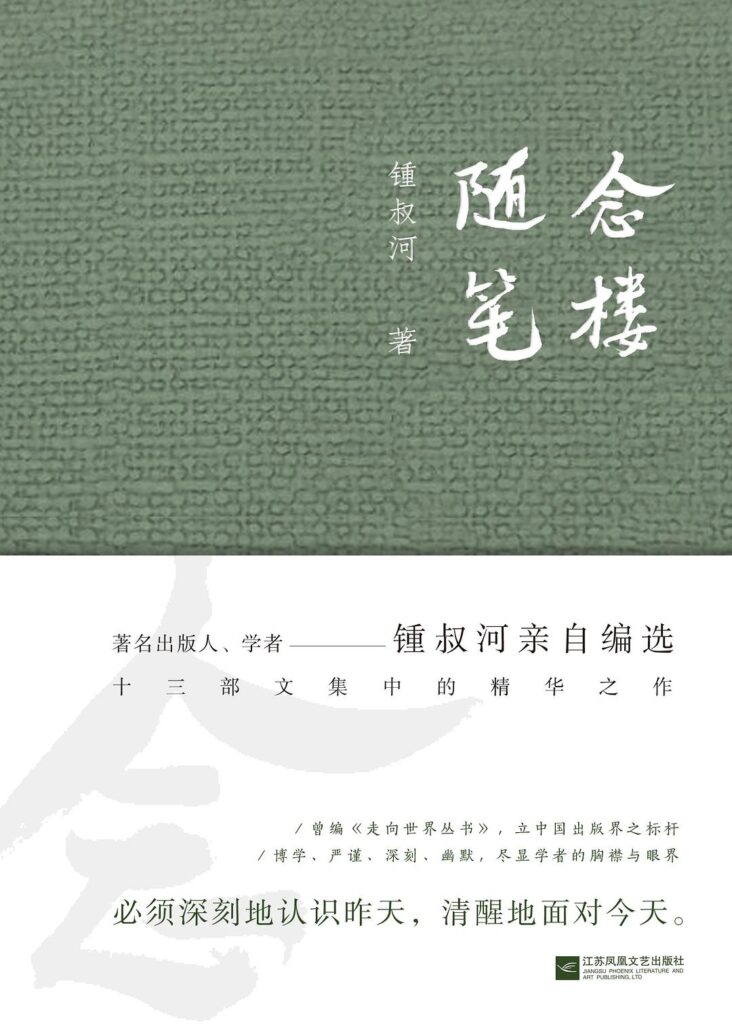 念楼
随笔
锺叔河 著
著名出版人、学者————锺叔河亲自编选
十三部文集中的精华之作
/ 曾编《走向世界丛书》，立中国出版界之标杆
/ 博学、严谨、深刻、幽默，尽显学者的胸襟与眼界
必须深刻地认识昨天，清醒地面对今天。
江苏凤凰文艺出版社
JIANGSU PHOENIX LITERATURE AND
ART PUBLISHING, LTD
念